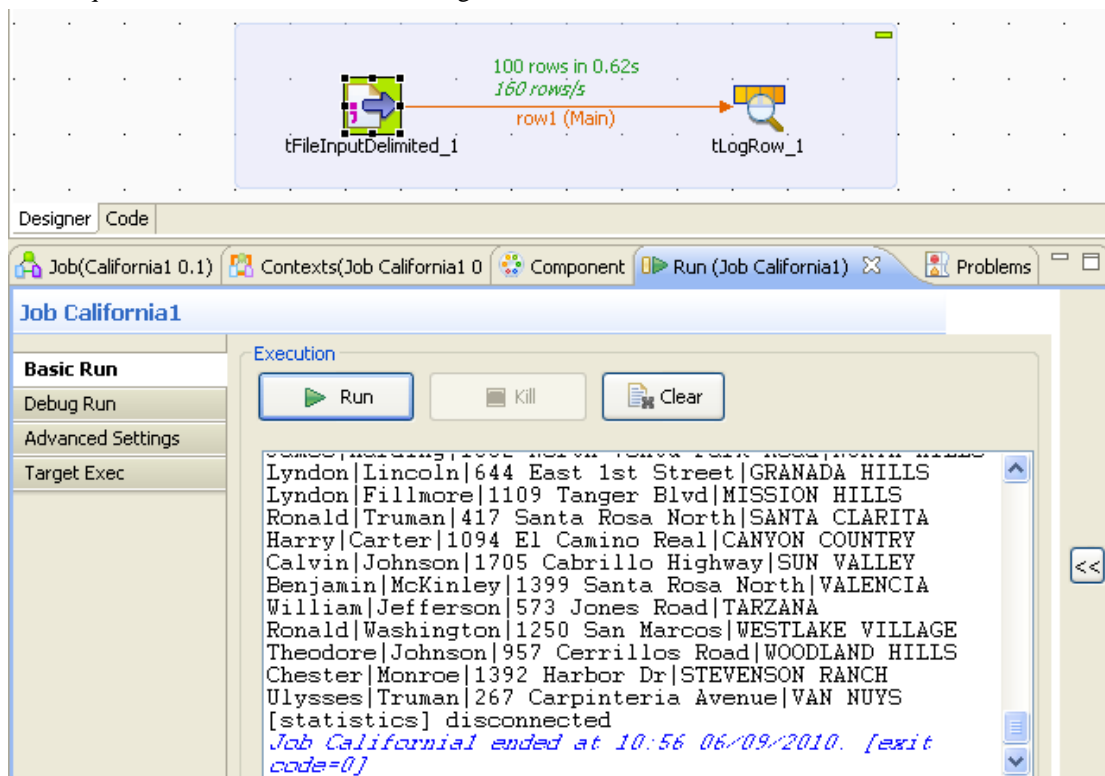 100 rows in 0.62s
160 rows/s
row1 (Main)
tFileInputDelimited_1
tLogRow_1
Designer Code
Job(California1 0.1) Contexts(Job California1 0 Component Run (Job California1) Problems
Job California1
Basic Run
Debug Run
Advanced Settings
Target Exec
Execution
Run Kill Clear
Lyndon|Lincoln|644 East 1st Street|GRANADA HILLS
Lyndon|Fillmore|1109 Tanger Blvd|MISSION HILLS
Ronald|Truman|417 Santa Rosa North|SANTA CLARITA
Harry|Carter|1094 El Camino Real|CANYON COUNTRY
Calvin|Johnson|1705 Cabrillo Highway|SUN VALLEY
Benjamin|McKinley|1399 Santa Rosa North|VALENCIA
William|Jefferson|573 Jones Road|TARZANA
Ronald|Washington|1250 San Marcos|WESTLAKE VILLAGE
Theodore|Johnson|957 Cerrillos Road|WOODLAND HILLS
Chester|Monroe|1392 Harbor Dr|STEVENSON RANCH
Ulysses|Truman|267 Carpinteria Avenue|VAN NUYS
[statistics] disconnected
Job California1 ended at 10:56 06/09/2010. [exit
code=0]
<<